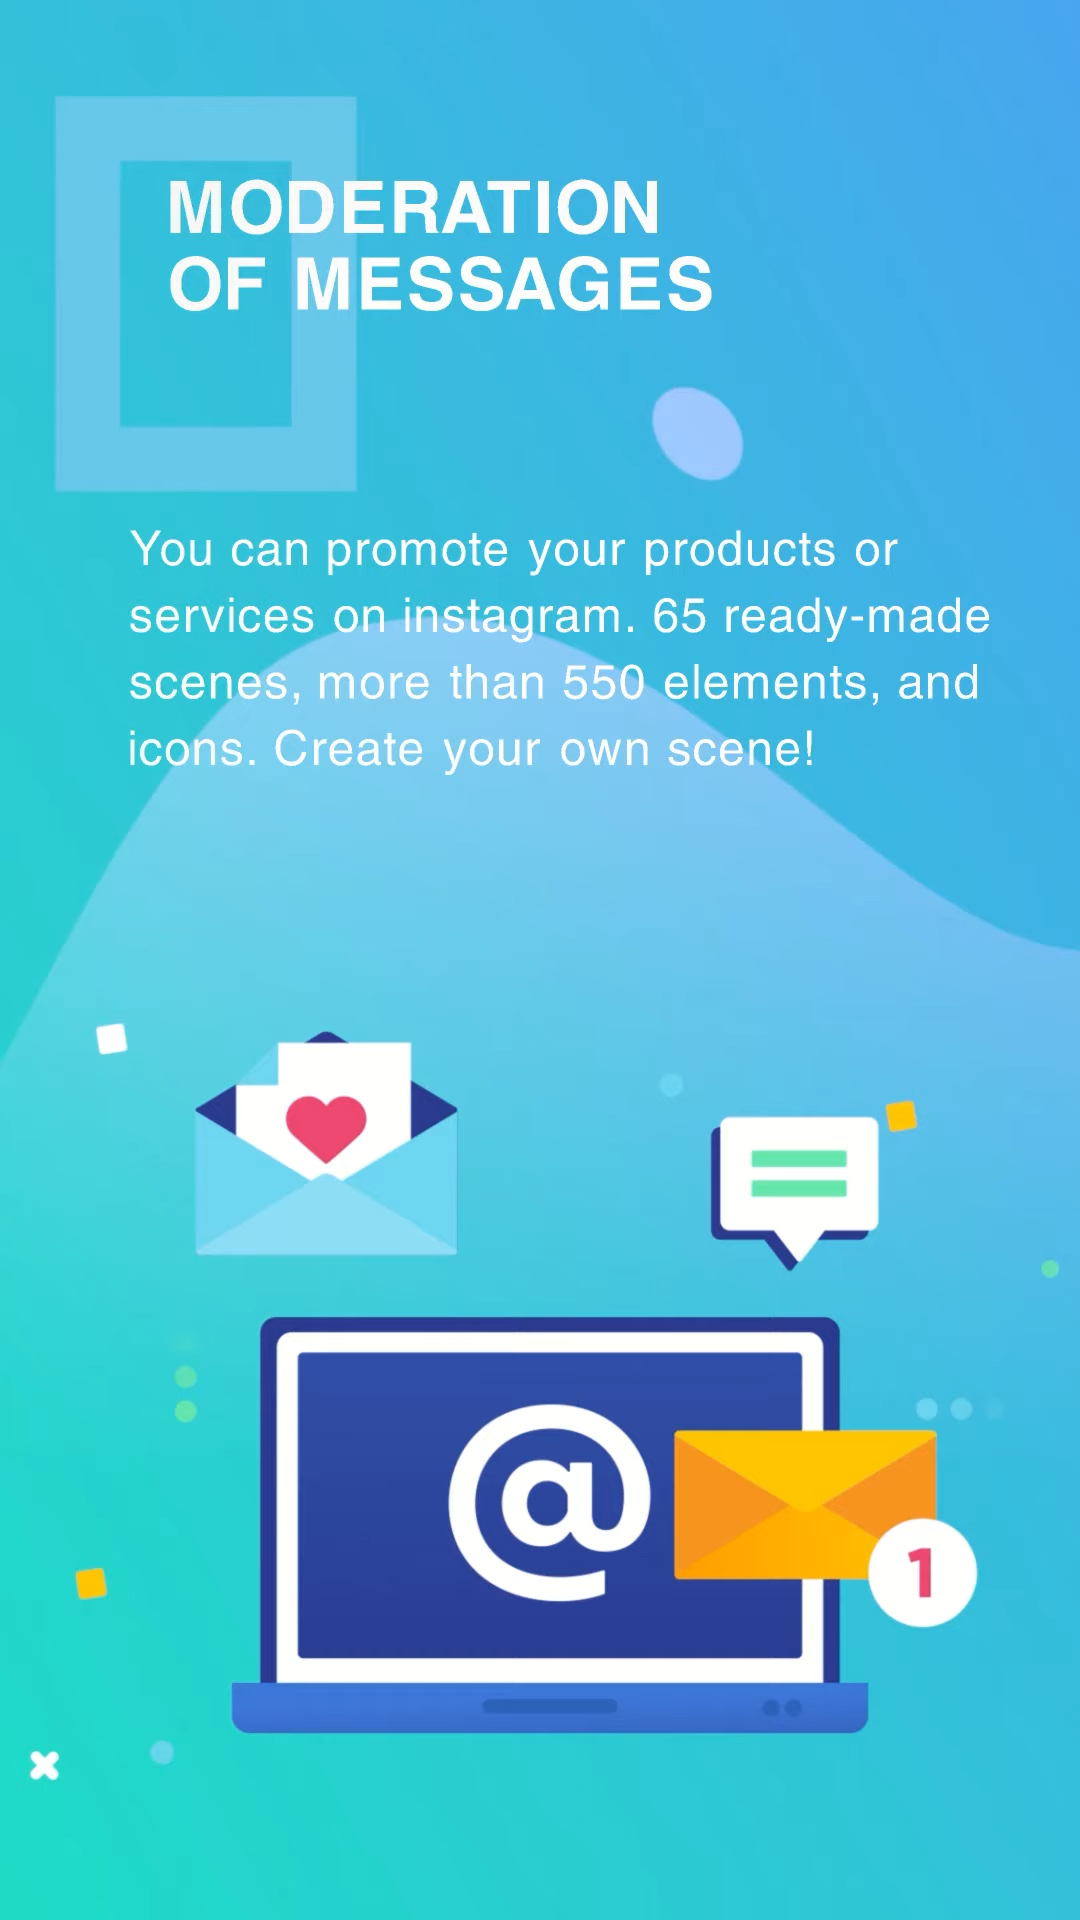 MODERATION
OF MESSAGES
You can promote your products or
services on instagram. 65 ready-made
scenes, more than 550 elements, and
icons. Create your own scene!
@
1